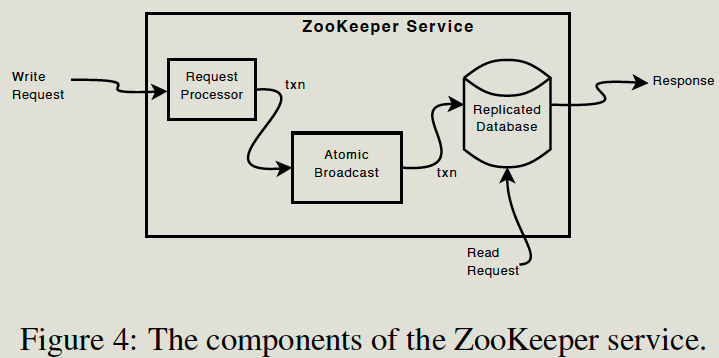 ZooKeeper Service
Write
Request
Request
Processor
txn
Atomic
Broadcast
txn
Replicated
Database
Response
Read
Request
Figure 4: The components of the ZooKeeper service.